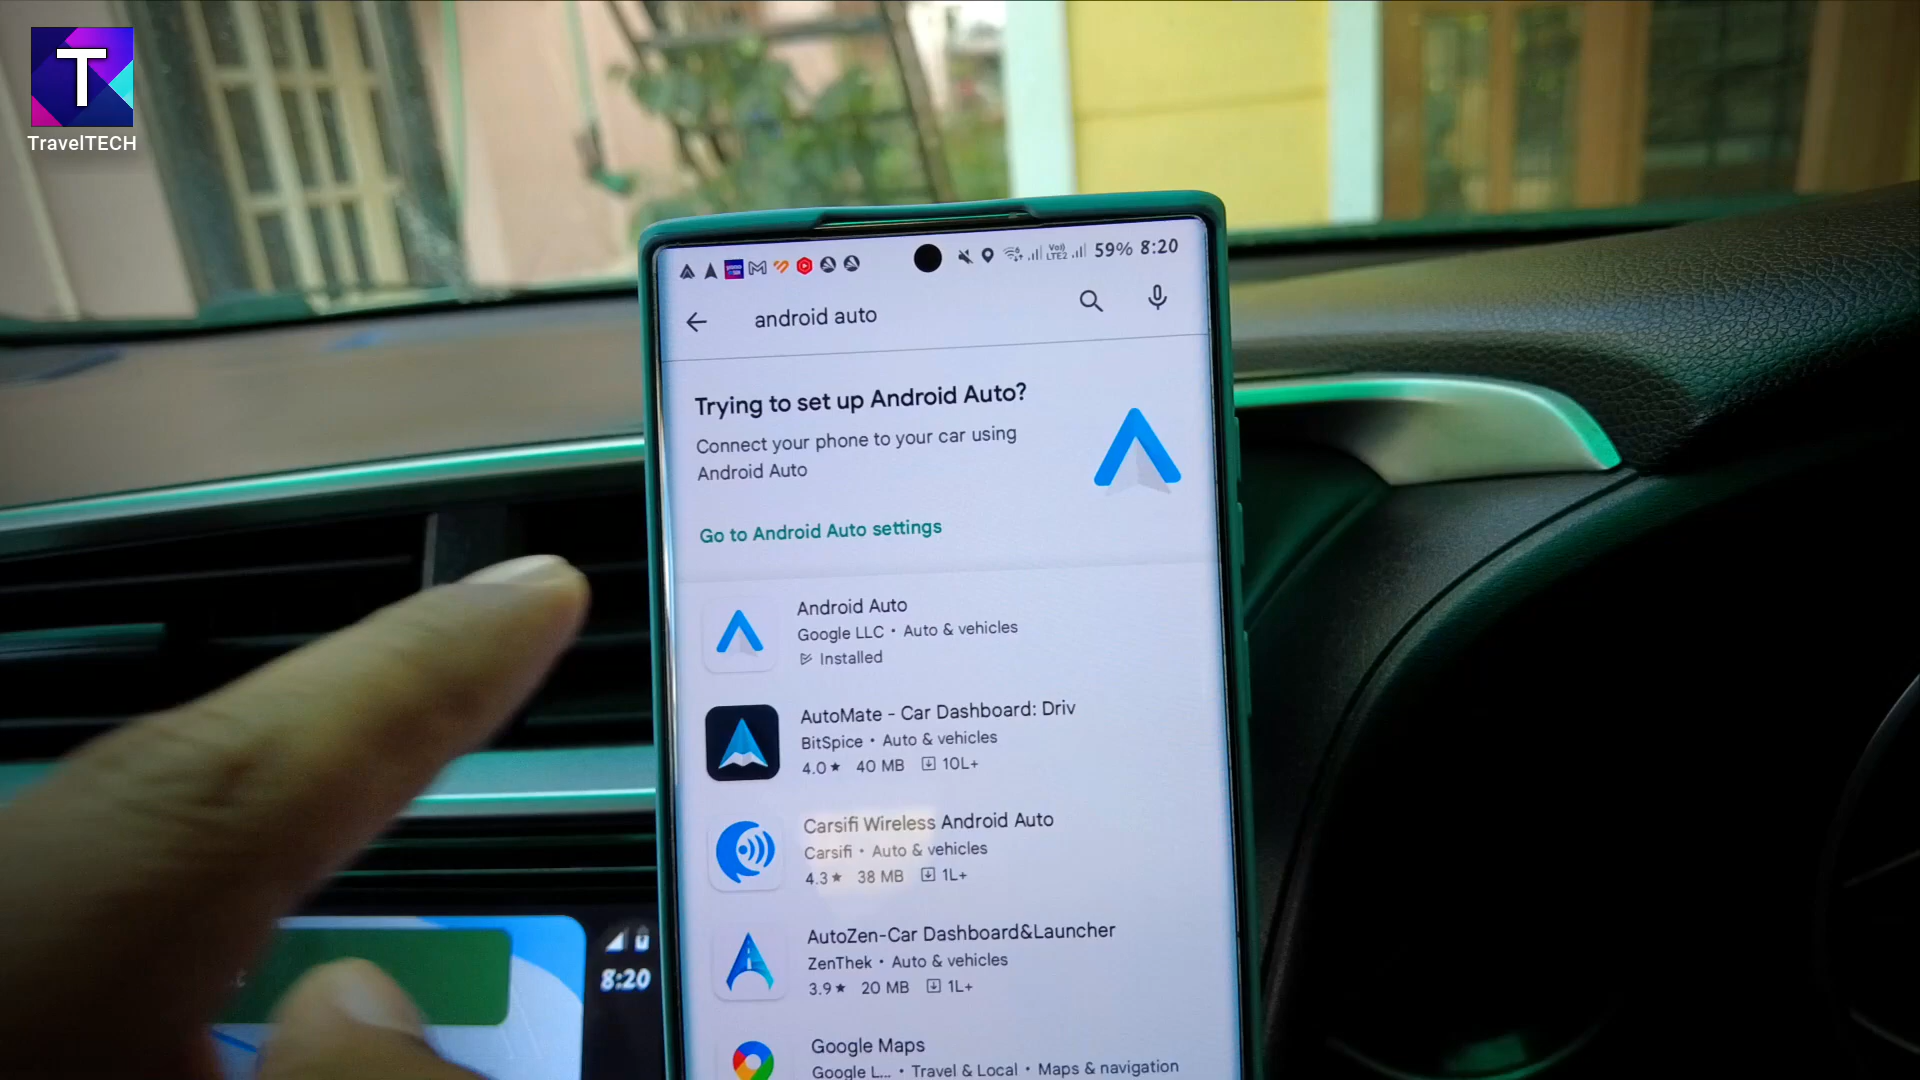 T
TravelTECH
Vo))
LTE2
59% 8:20
android auto
Trying to set up Android Auto?
Connect your phone to your car using
Android Auto
Go to Android Auto settings
Android Auto
Google LLC • Auto & vehicles
Installed
AutoMate - Car Dashboard: Driv
BitSpice • Auto & vehicles
4.0★ 40 MB 10L+
Carsifi Wireless Android Auto
Carsifi • Auto & vehicles
4.3★ 38 MB 1L+
AutoZen-Car Dashboard&Launcher
ZenThek • Auto & vehicles
3.9★ 20 MB 1L+
Google Maps
Google L... • Travel & Local • Maps & navigation
8:20